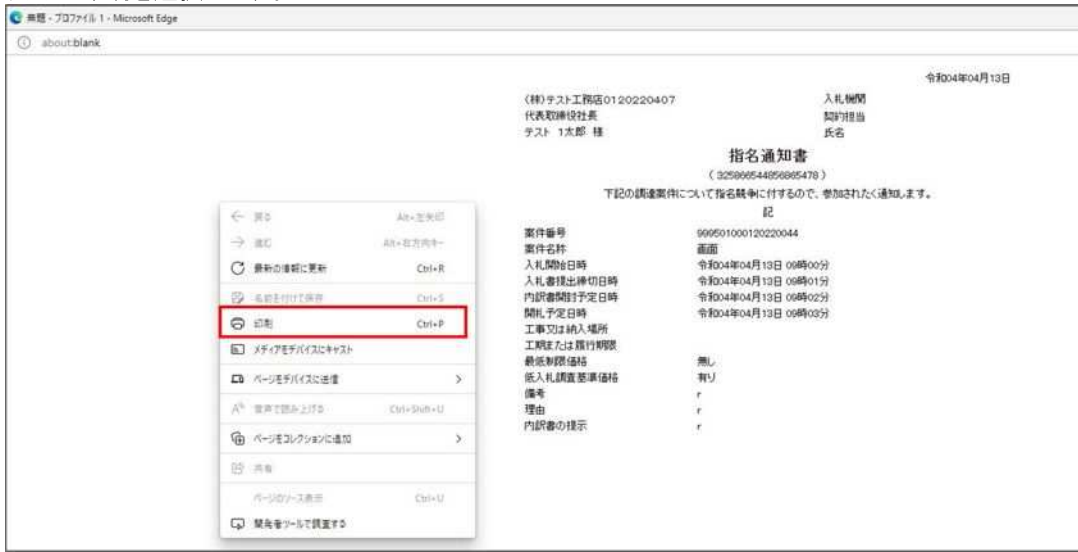 無題 - プロファイル 1 - Microsoft Edge
about:blank
令和04年04月13日
(株)テスト工務店0120220407 入札機関
代表取締役社長 契約担当
テスト 1太郎 様 氏名
指名通知書
( 325866544856865478 )
下記の調達案件について指名競争に付するので、参加されたく通知します。
記
案件番号 999501000120220044
案件名称 画面
入札開始日時 令和04年04月13日 09時00分
入札書提出締切日時 令和04年04月13日 09時01分
内訳書開封予定日時 令和04年04月13日 09時02分
開札予定日時 令和04年04月13日 09時03分
工事又は納入場所
工期または履行期限
最低制限価格 無し
低入札調査基準価格 有り
備考 r
理由 r
内訳書の提示 r
戻る Alt+左矢印
進む Alt+右方向キー
最新の情報に更新 Ctrl+R
名前を付けて保存 Ctrl+S
印刷 Ctrl+P
メディアをデバイスにキャスト
ページをデバイスに送信
音声で読み上げる Ctrl+Shift+U
ページをコレクションに追加
共有
ページのソース表示 Ctrl+U
開発者ツールで調査する